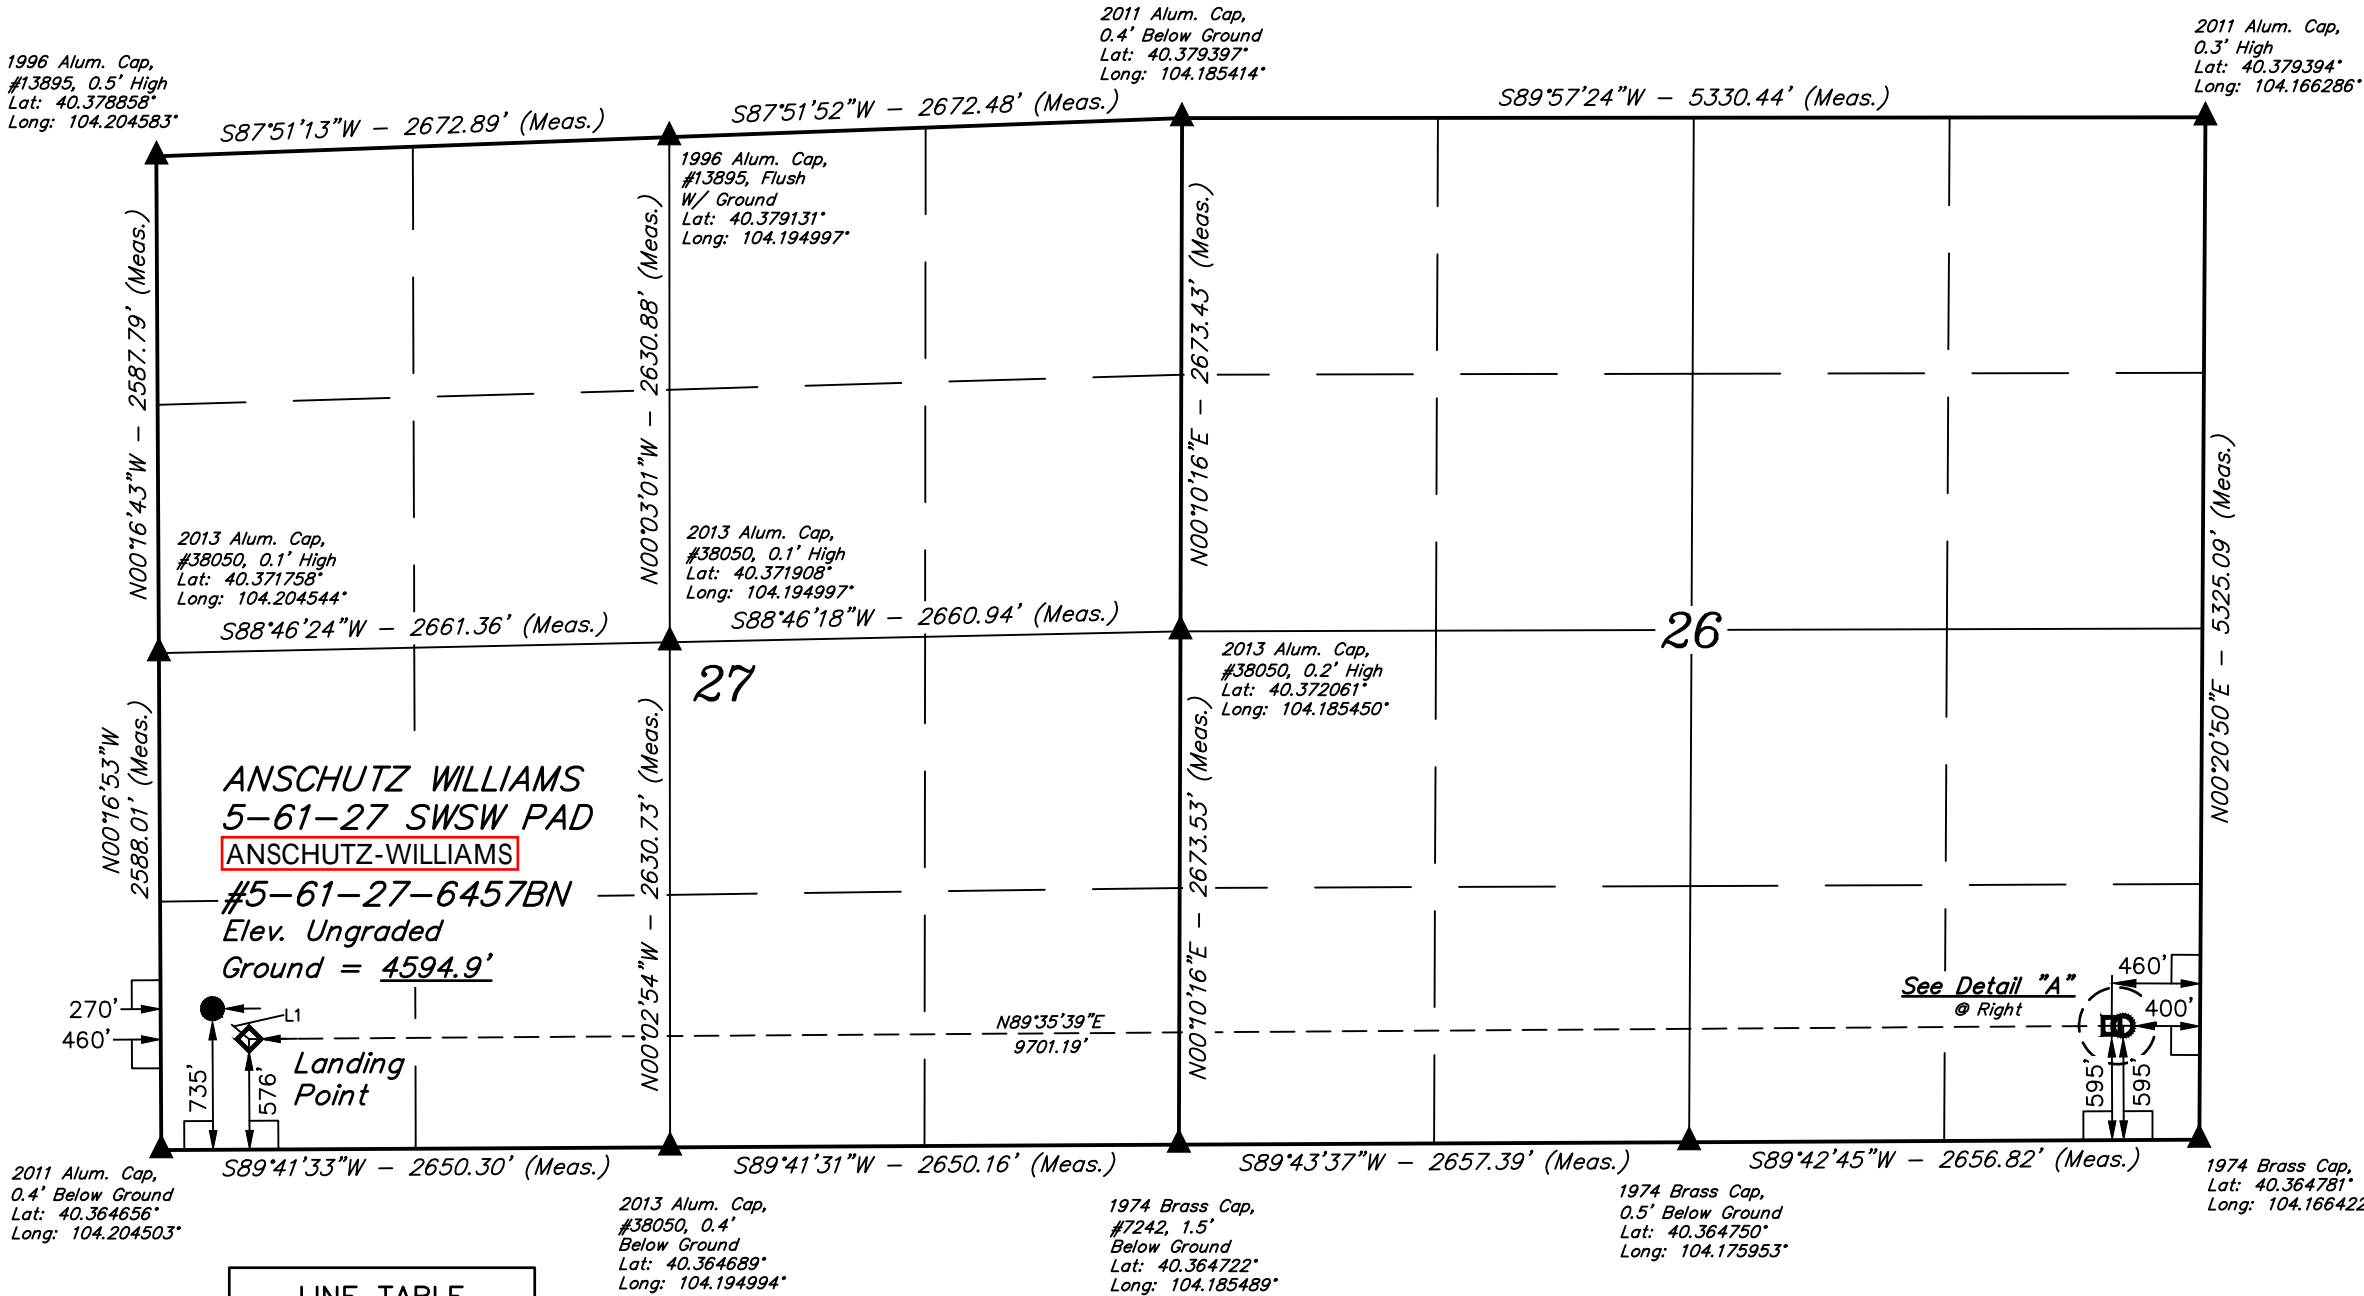 2011 Alum. Cap,
0.4' Below Ground
Lat: 40.379397°
Long: 104.185414°
2011 Alum. Cap,
0.3' High
Lat: 40.379394°
Long: 104.166286°
1996 Alum. Cap,
#13895, 0.5' High
Lat: 40.378858°
Long: 104.204583°
S87°51'13"W - 2672.89' (Meas.)
S87°51'52"W - 2672.48' (Meas.)
S89°57'24"W - 5330.44' (Meas.)
1996 Alum. Cap,
#13895, Flush
W/ Ground
Lat: 40.379131°
Long: 104.194997°
N00°16'43"W - 2587.79' (Meas.)
N00°03'01"W - 2630.88' (Meas.)
N00°10'16"E - 2673.43' (Meas.)
N00°20'50"E - 5325.09' (Meas.)
2013 Alum. Cap,
#38050, 0.1' High
Lat: 40.371758°
Long: 104.204544°
2013 Alum. Cap,
#38050, 0.1' High
Lat: 40.371908°
Long: 104.194997°
S88°46'24"W - 2661.36' (Meas.)
S88°46'18"W - 2660.94' (Meas.)
26
27
2013 Alum. Cap,
#38050, 0.2' High
Lat: 40.372061°
Long: 104.185450°
N00°16'53"W
2588.01' (Meas.)
N00°02'54"W - 2630.73' (Meas.)
N00°10'16"E - 2673.53' (Meas.)
ANSCHUTZ WILLIAMS
5-61-27 SWSW PAD
ANSCHUTZ-WILLIAMS
#5-61-27-6457BN
Elev. Ungraded
Ground = 4594.9'
270'
460'
L1
Landing
Point
735'
576'
N89°35'39"E
9701.19'
See Detail "A"
@ Right
460'
400'
595'
595'
S89°41'33"W - 2650.30' (Meas.)
S89°41'31"W - 2650.16' (Meas.)
S89°43'37"W - 2657.39' (Meas.)
S89°42'45"W - 2656.82' (Meas.)
2011 Alum. Cap,
0.4' Below Ground
Lat: 40.364656°
Long: 104.204503°
2013 Alum. Cap,
#38050, 0.4'
Below Ground
Lat: 40.364689°
Long: 104.194994°
1974 Brass Cap,
#7242, 1.5'
Below Ground
Lat: 40.364722°
Long: 104.185489°
1974 Brass Cap,
0.5' Below Ground
Lat: 40.364750°
Long: 104.175953°
1974 Brass Cap,
Lat: 40.364781°
Long: 104.166422
LINE TABLE